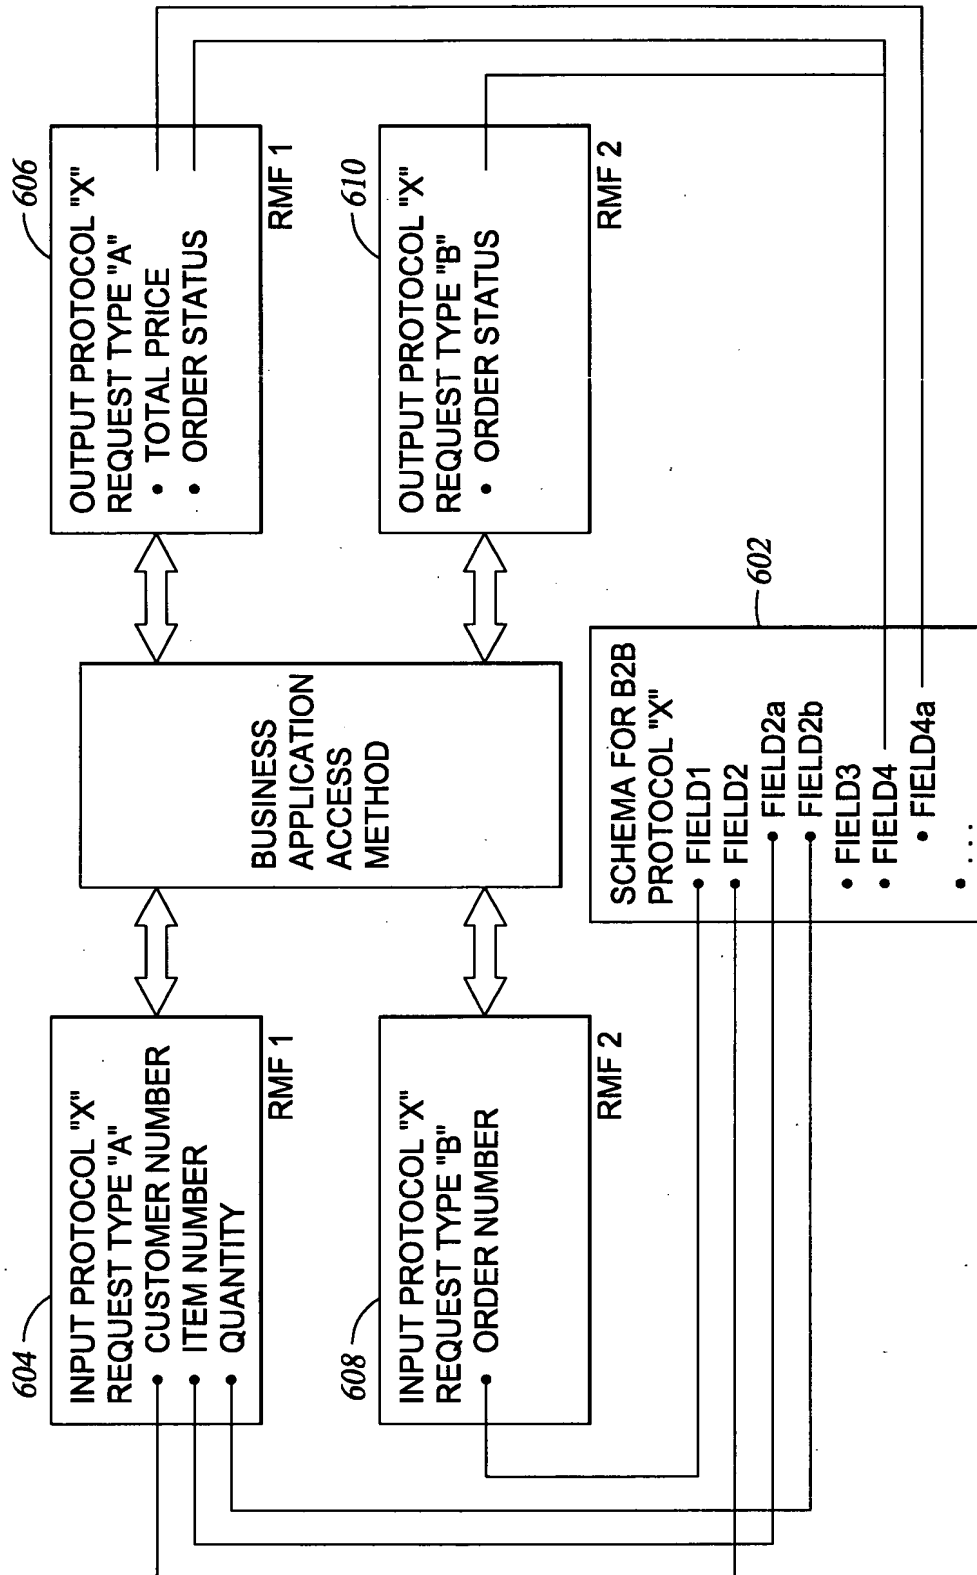 604
INPUT PROTOCOL "X"
REQUEST TYPE "A"
• CUSTOMER NUMBER
• ITEM NUMBER
• QUANTITY
RMF 1
BUSINESS
APPLICATION
ACCESS
METHOD
606
OUTPUT PROTOCOL "X"
REQUEST TYPE "A"
• TOTAL PRICE
• ORDER STATUS
RMF 1
608
INPUT PROTOCOL "X"
REQUEST TYPE "B"
• ORDER NUMBER
RMF 2
610
OUTPUT PROTOCOL "X"
REQUEST TYPE "B"
• ORDER STATUS
RMF 2
602
SCHEMA FOR B2B
PROTOCOL "X"
• FIELD1
• FIELD2
• FIELD2a
• FIELD2b
• FIELD3
• FIELD4
• FIELD4a
• ...